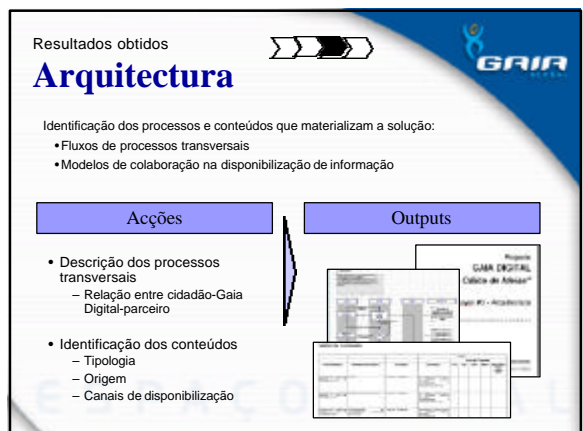 Resultados obtidos
Arquitectura
GAIA
Identificação dos processos e conteúdos que materializam a solução:
•Fluxos de processos transversais
•Modelos de colaboração na disponibilização de informação
Acções
Outputs
• Descrição dos processos
transversais
– Relação entre cidadão-Gaia
Digital-parceiro
• Identificação dos conteúdos
– Tipologia
– Origem
– Canais de disponibilização
GAIA DIGITAL
ESPAÇO